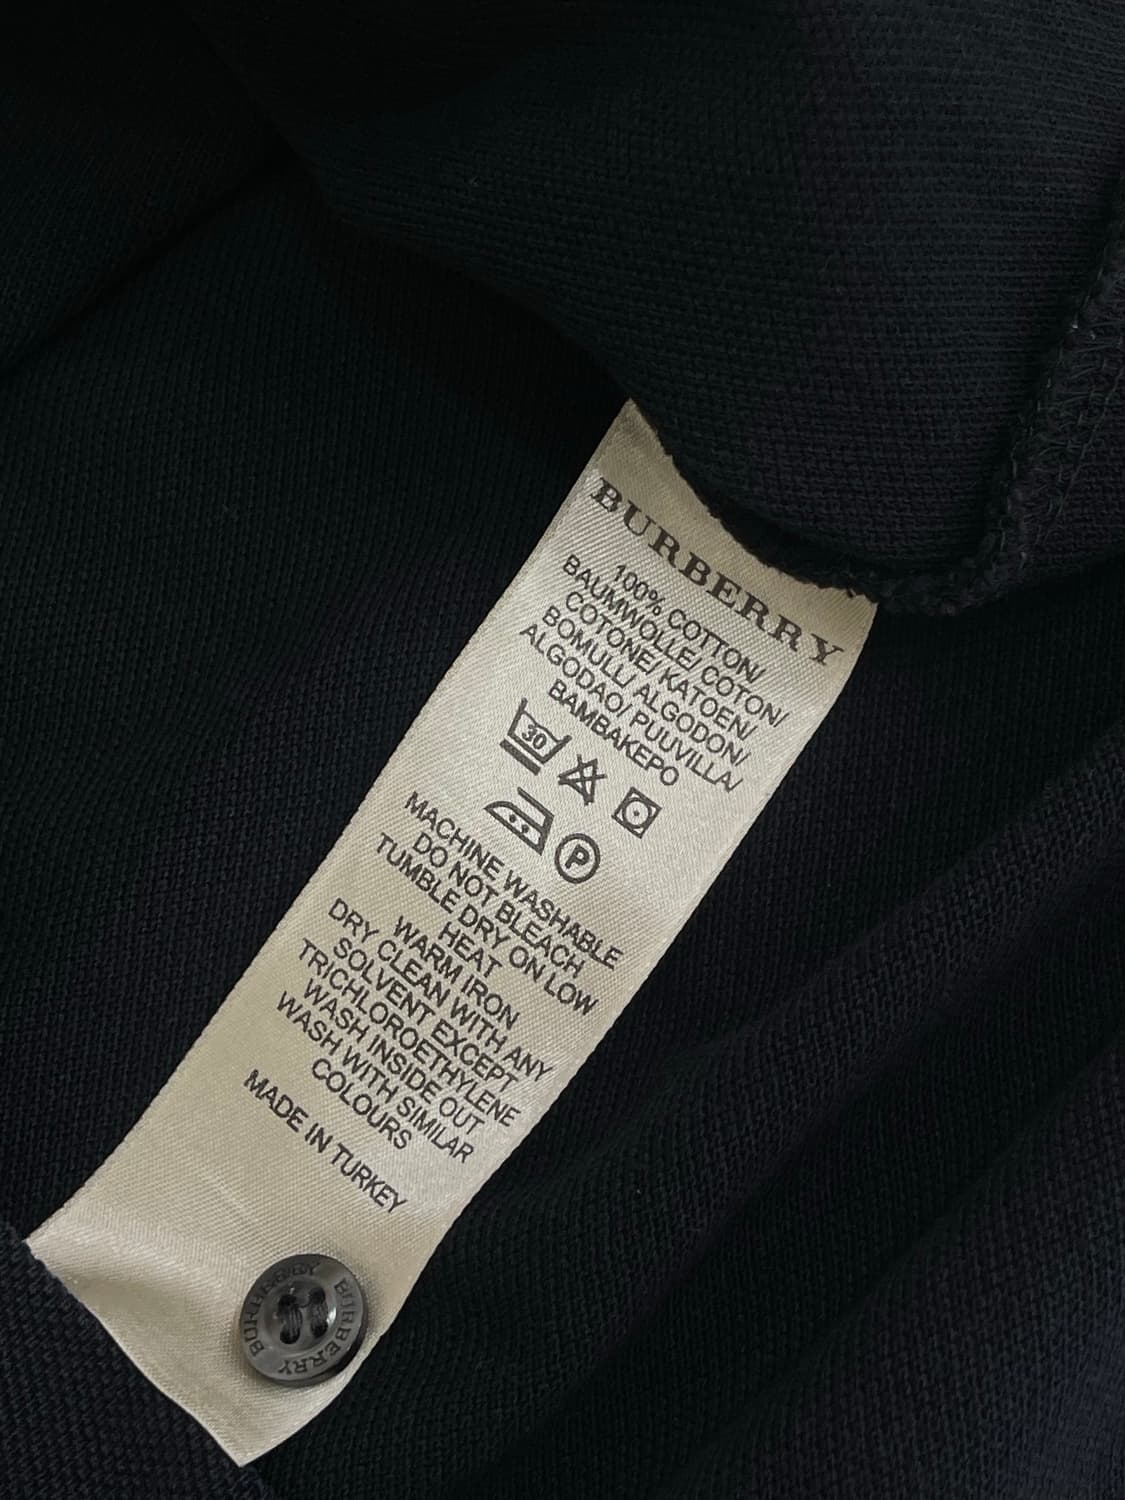 BURBERRY
100% COTTON/
BAUMWOLLE/ COTON/
COTONE/ KATOEN/
BOMULL/ ALGODON/
ALGODAO/ PUUVILLA/
BAMBAKEPO
30
P
MACHINE WASHABLE
DO NOT BLEACH
TUMBLE DRY ON LOW
HEAT
WARM IRON
DRY CLEAN WITH ANY
SOLVENT EXCEPT
TRICHLOROETHYLENE
WASH INSIDE OUT
WASH WITH SIMILAR
COLOURS
MADE IN TURKEY
BURBERRY BURBERRY BURBERRY